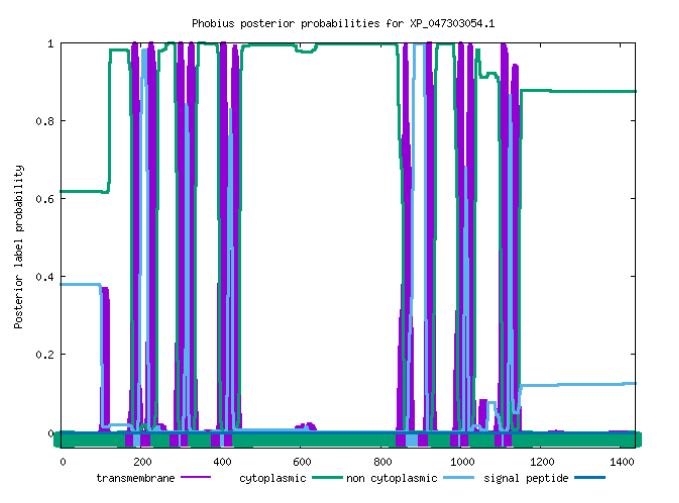 Phobius posterior probabilities for XP_047303054.1
Posterior label probability
1
0.8
0.6
0.4
0.2
0
0 200 400 600 800 1000 1200 1400
transmembrane cytoplasmic non cytoplasmic signal peptide